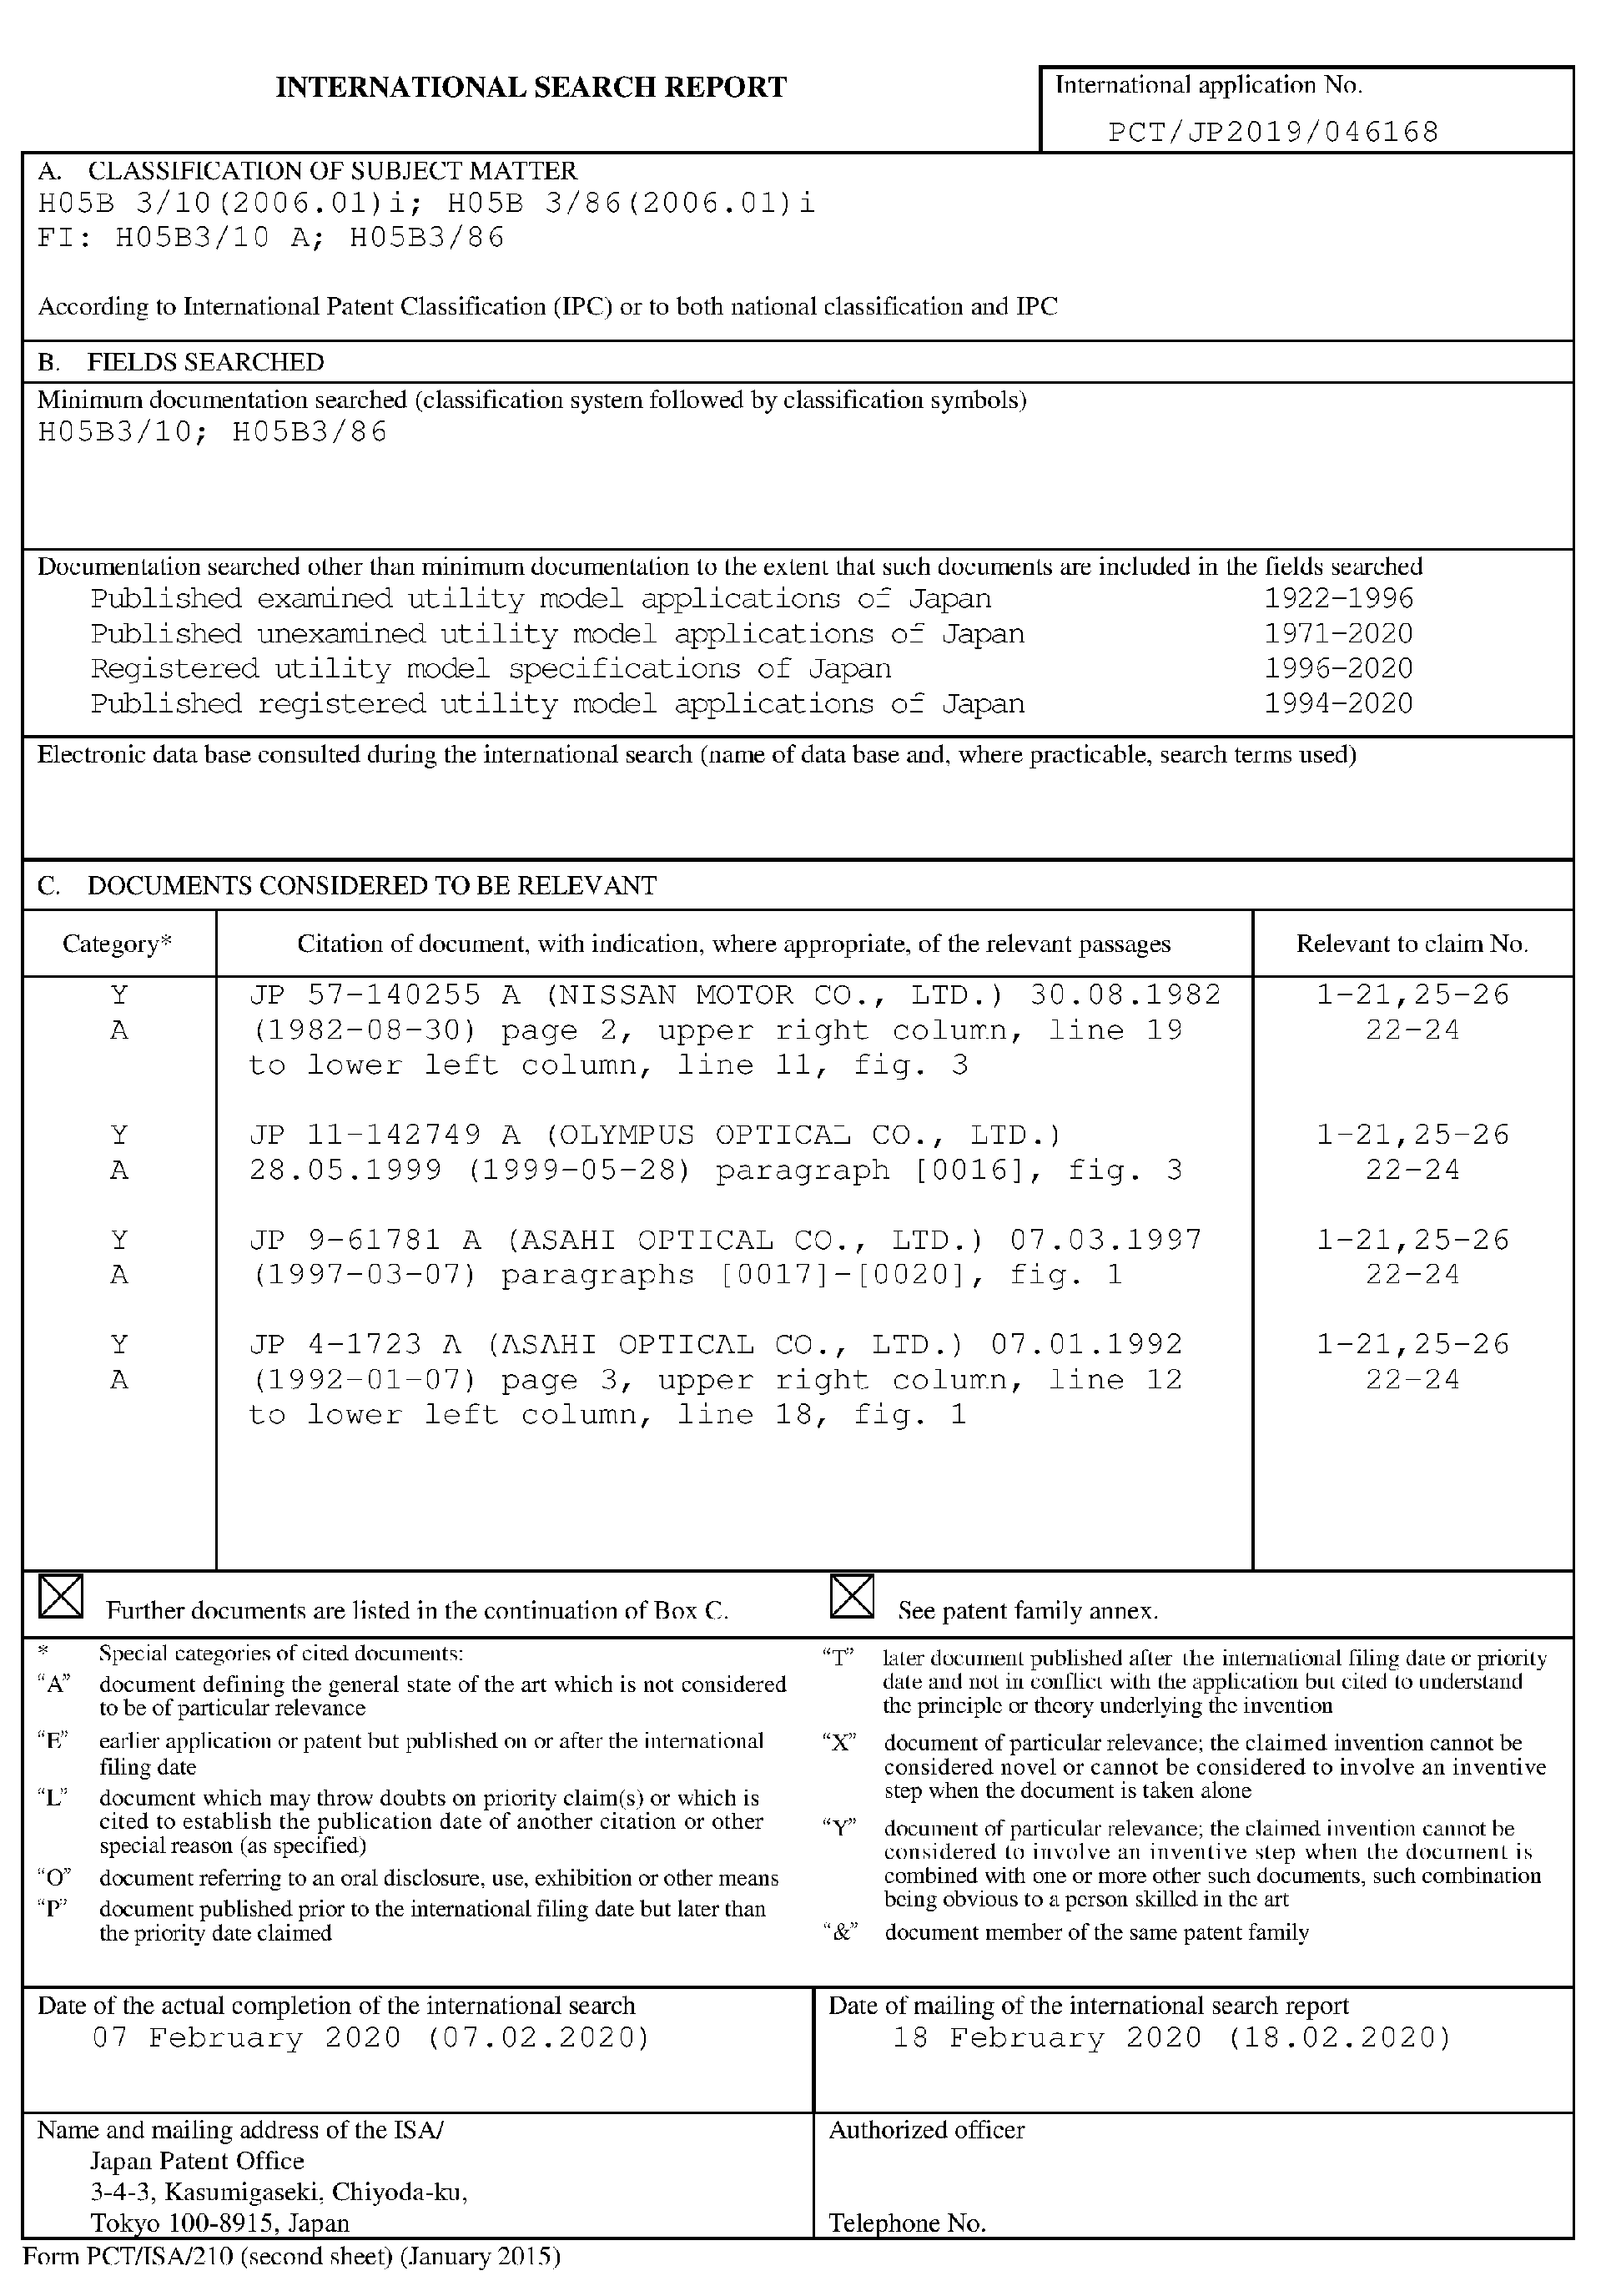 INTERNATIONAL SEARCH REPORT
International application No.
PCT/JP2019/046168
A. CLASSIFICATION OF SUBJECT MATTER
H05B 3/10(2006.01)i; H05B 3/86(2006.01)i
FI: H05B3/10 A; H05B3/86
According to International Patent Classification (IPC) or to both national classification and IPC
B. FIELDS SEARCHED
Minimum documentation searched (classification system followed by classification symbols)
H05B3/10; H05B3/86
Documentation searched other than minimum documentation to the extent that such documents are included in the fields searched
Published examined utility model applications of Japan 1922-1996
Published unexamined utility model applications of Japan 1971-2020
Registered utility model specifications of Japan 1996-2020
Published registered utility model applications of Japan 1994-2020
Electronic data base consulted during the international search (name of data base and, where practicable, search terms used)
C. DOCUMENTS CONSIDERED TO BE RELEVANT
Category* Citation of document, with indication, where appropriate, of the relevant passages Relevant to claim No.
Y JP 57-140255 A (NISSAN MOTOR CO., LTD.) 30.08.1982 1-21,25-26
A (1982-08-30) page 2, upper right column, line 19 22-24
to lower left column, line 11, fig. 3
Y JP 11-142749 A (OLYMPUS OPTICAL CO., LTD.) 1-21,25-26
A 28.05.1999 (1999-05-28) paragraph [0016], fig. 3 22-24
Y JP 9-61781 A (ASAHI OPTICAL CO., LTD.) 07.03.1997 1-21,25-26
A (1997-03-07) paragraphs [0017]-[0020], fig. 1 22-24
Y JP 4-1723 A (ASAHI OPTICAL CO., LTD.) 07.01.1992 1-21,25-26
A (1992-01-07) page 3, upper right column, line 12 22-24
to lower left column, line 18, fig. 1
Further documents are listed in the continuation of Box C.
See patent family annex.
* Special categories of cited documents:
“A” document defining the general state of the art which is not considered
to be of particular relevance
“E” earlier application or patent but published on or after the international
filing date
“L” document which may throw doubts on priority claim(s) or which is
cited to establish the publication date of another citation or other
special reason (as specified)
“O” document referring to an oral disclosure, use, exhibition or other means
“P” document published prior to the international filing date but later than
the priority date claimed
“T” later document published after the international filing date or priority
date and not in conflict with the application but cited to understand
the principle or theory underlying the invention
“X” document of particular relevance; the claimed invention cannot be
considered novel or cannot be considered to involve an inventive
step when the document is taken alone
“Y” document of particular relevance; the claimed invention cannot be
considered to involve an inventive step when the document is
combined with one or more other such documents, such combination
being obvious to a person skilled in the art
“&” document member of the same patent family
Date of the actual completion of the international search
07 February 2020 (07.02.2020)
Date of mailing of the international search report
18 February 2020 (18.02.2020)
Name and mailing address of the ISA/
Japan Patent Office
3-4-3, Kasumigaseki, Chiyoda-ku,
Tokyo 100-8915, Japan
Authorized officer
Telephone No.
Form PCT/ISA/210 (second sheet) (January 2015)